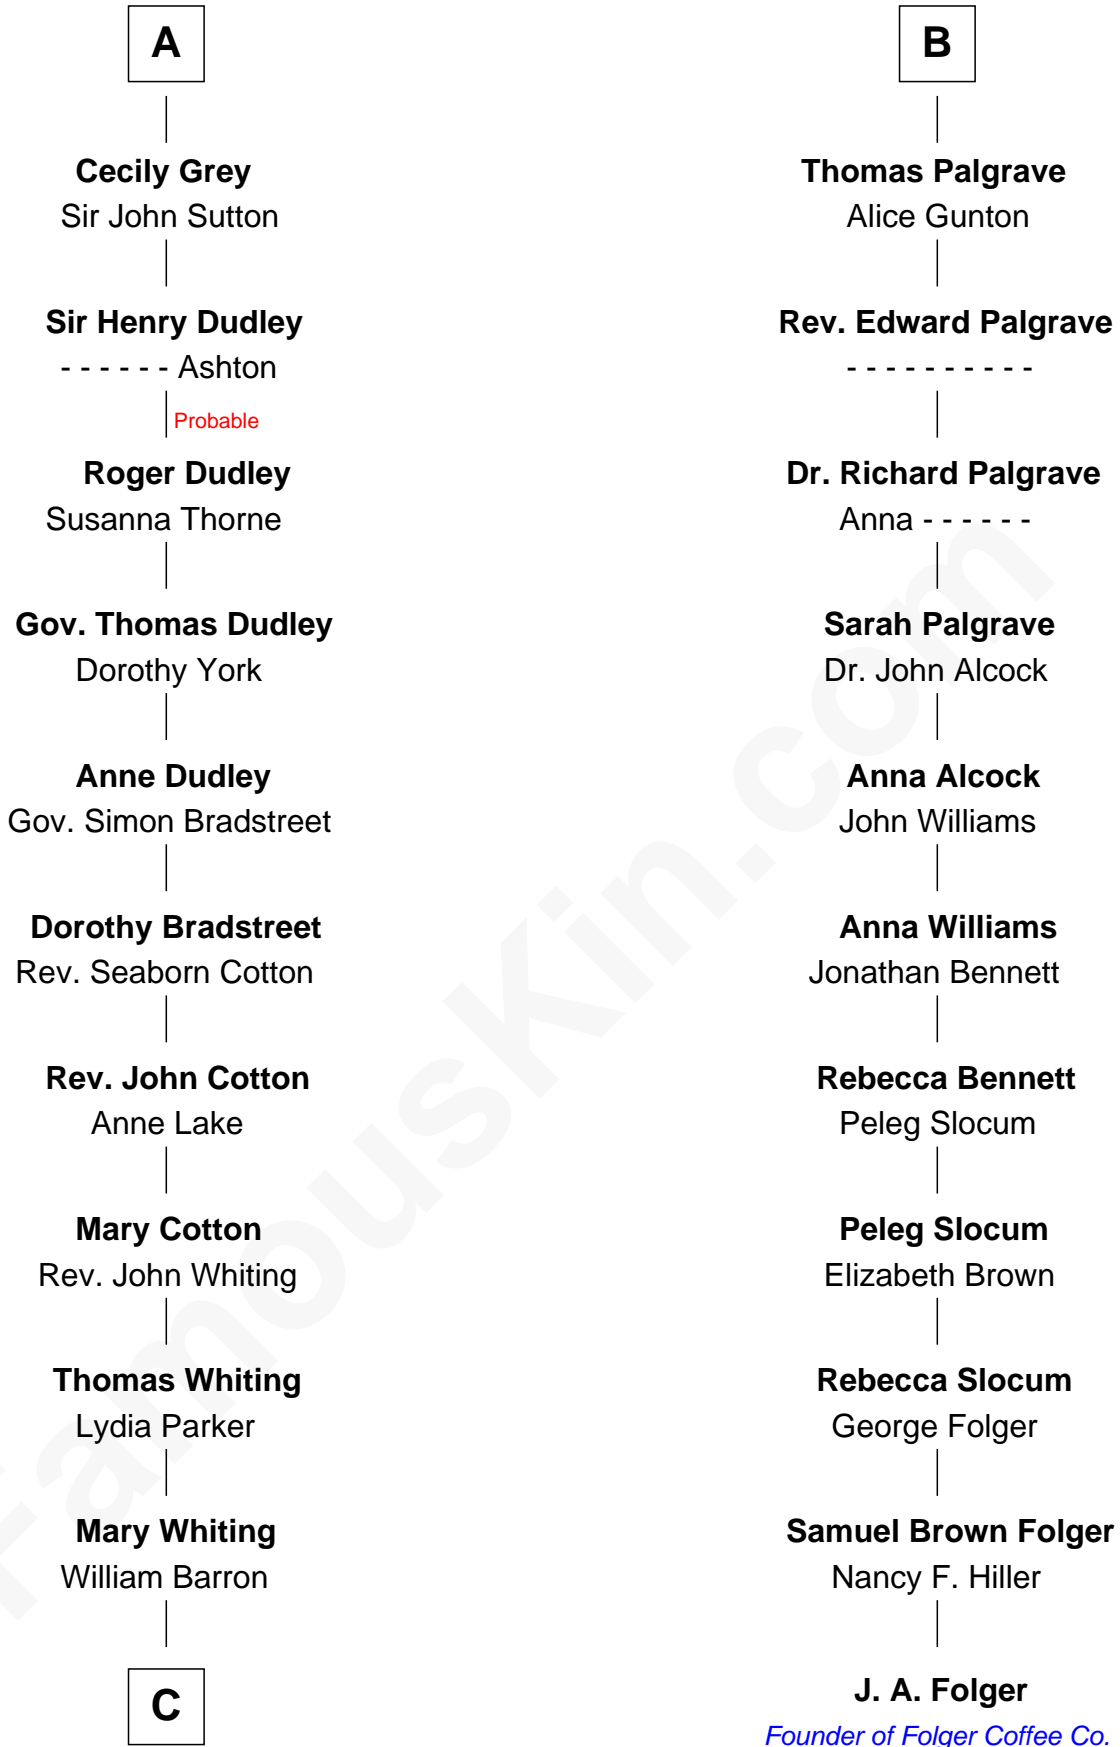 A
Cecily Grey
Sir John Sutton
Sir Henry Dudley
- - - - - - Ashton
Probable
Roger Dudley
Susanna Thorne
Gov. Thomas Dudley
Dorothy York
Anne Dudley
Gov. Simon Bradstreet
Dorothy Bradstreet
Rev. Seaborn Cotton
Rev. John Cotton
Anne Lake
Mary Cotton
Rev. John Whiting
Thomas Whiting
Lydia Parker
Mary Whiting
William Barron
C
B
Thomas Palgrave
Alice Gunton
Rev. Edward Palgrave
- - - - - - - - - -
Dr. Richard Palgrave
Anna - - - - - -
Sarah Palgrave
Dr. John Alcock
Anna Alcock
John Williams
Anna Williams
Jonathan Bennett
Rebecca Bennett
Peleg Slocum
Peleg Slocum
Elizabeth Brown
Rebecca Slocum
George Folger
Samuel Brown Folger
Nancy F. Hiller
J. A. Folger
Founder of Folger Coffee Co.
FamousKin.com